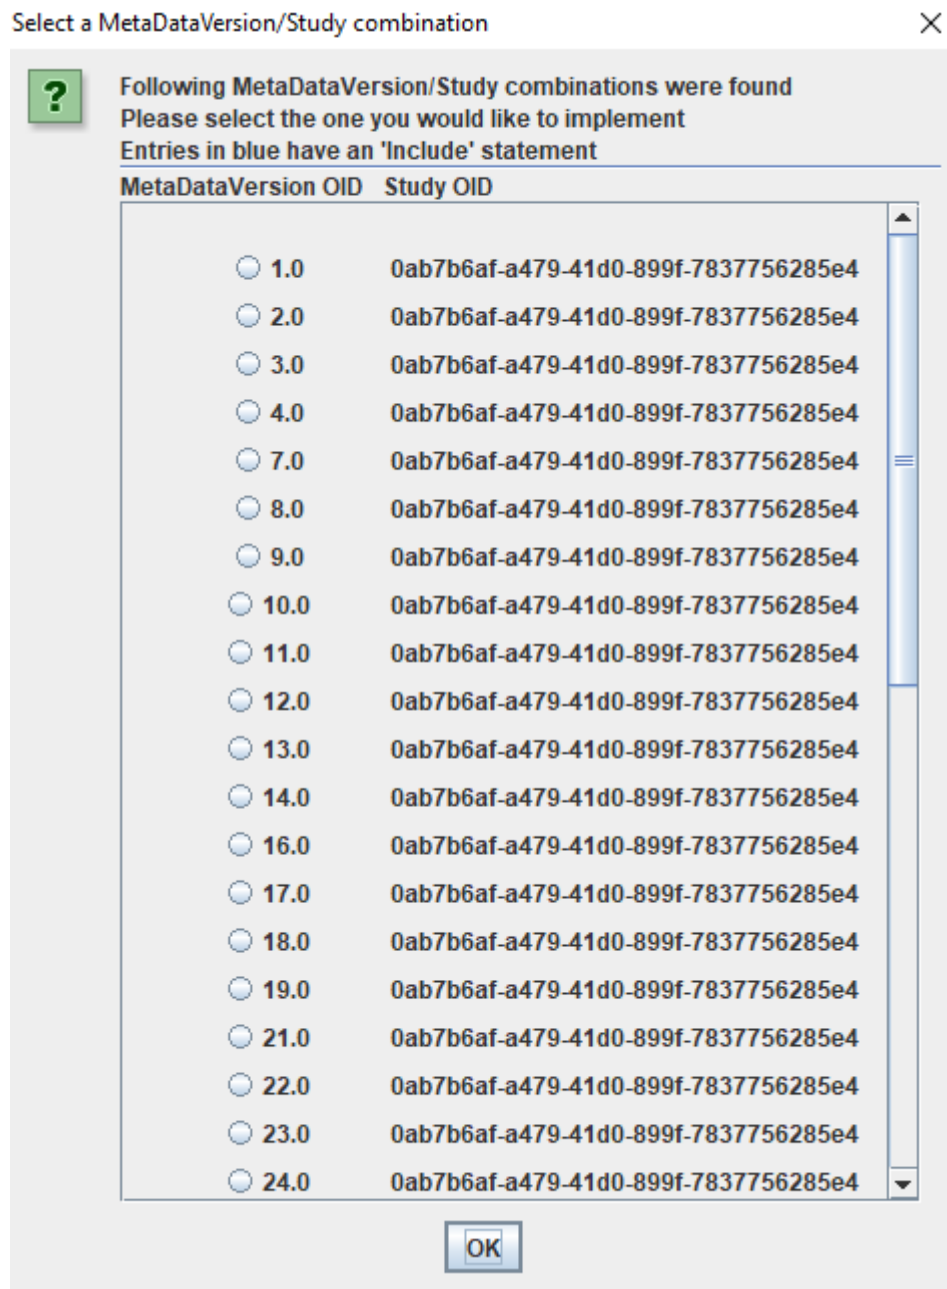 Select a MetaDataVersion/Study combination
?
Following MetaDataVersion/Study combinations were found
Please select the one you would like to implement
Entries in blue have an 'Include' statement
MetaDataVersion OID Study OID
1.0 0ab7b6af-a479-41d0-899f-7837756285e4
2.0 0ab7b6af-a479-41d0-899f-7837756285e4
3.0 0ab7b6af-a479-41d0-899f-7837756285e4
4.0 0ab7b6af-a479-41d0-899f-7837756285e4
7.0 0ab7b6af-a479-41d0-899f-7837756285e4
8.0 0ab7b6af-a479-41d0-899f-7837756285e4
9.0 0ab7b6af-a479-41d0-899f-7837756285e4
10.0 0ab7b6af-a479-41d0-899f-7837756285e4
11.0 0ab7b6af-a479-41d0-899f-7837756285e4
12.0 0ab7b6af-a479-41d0-899f-7837756285e4
13.0 0ab7b6af-a479-41d0-899f-7837756285e4
14.0 0ab7b6af-a479-41d0-899f-7837756285e4
16.0 0ab7b6af-a479-41d0-899f-7837756285e4
17.0 0ab7b6af-a479-41d0-899f-7837756285e4
18.0 0ab7b6af-a479-41d0-899f-7837756285e4
19.0 0ab7b6af-a479-41d0-899f-7837756285e4
21.0 0ab7b6af-a479-41d0-899f-7837756285e4
22.0 0ab7b6af-a479-41d0-899f-7837756285e4
23.0 0ab7b6af-a479-41d0-899f-7837756285e4
24.0 0ab7b6af-a479-41d0-899f-7837756285e4
OK